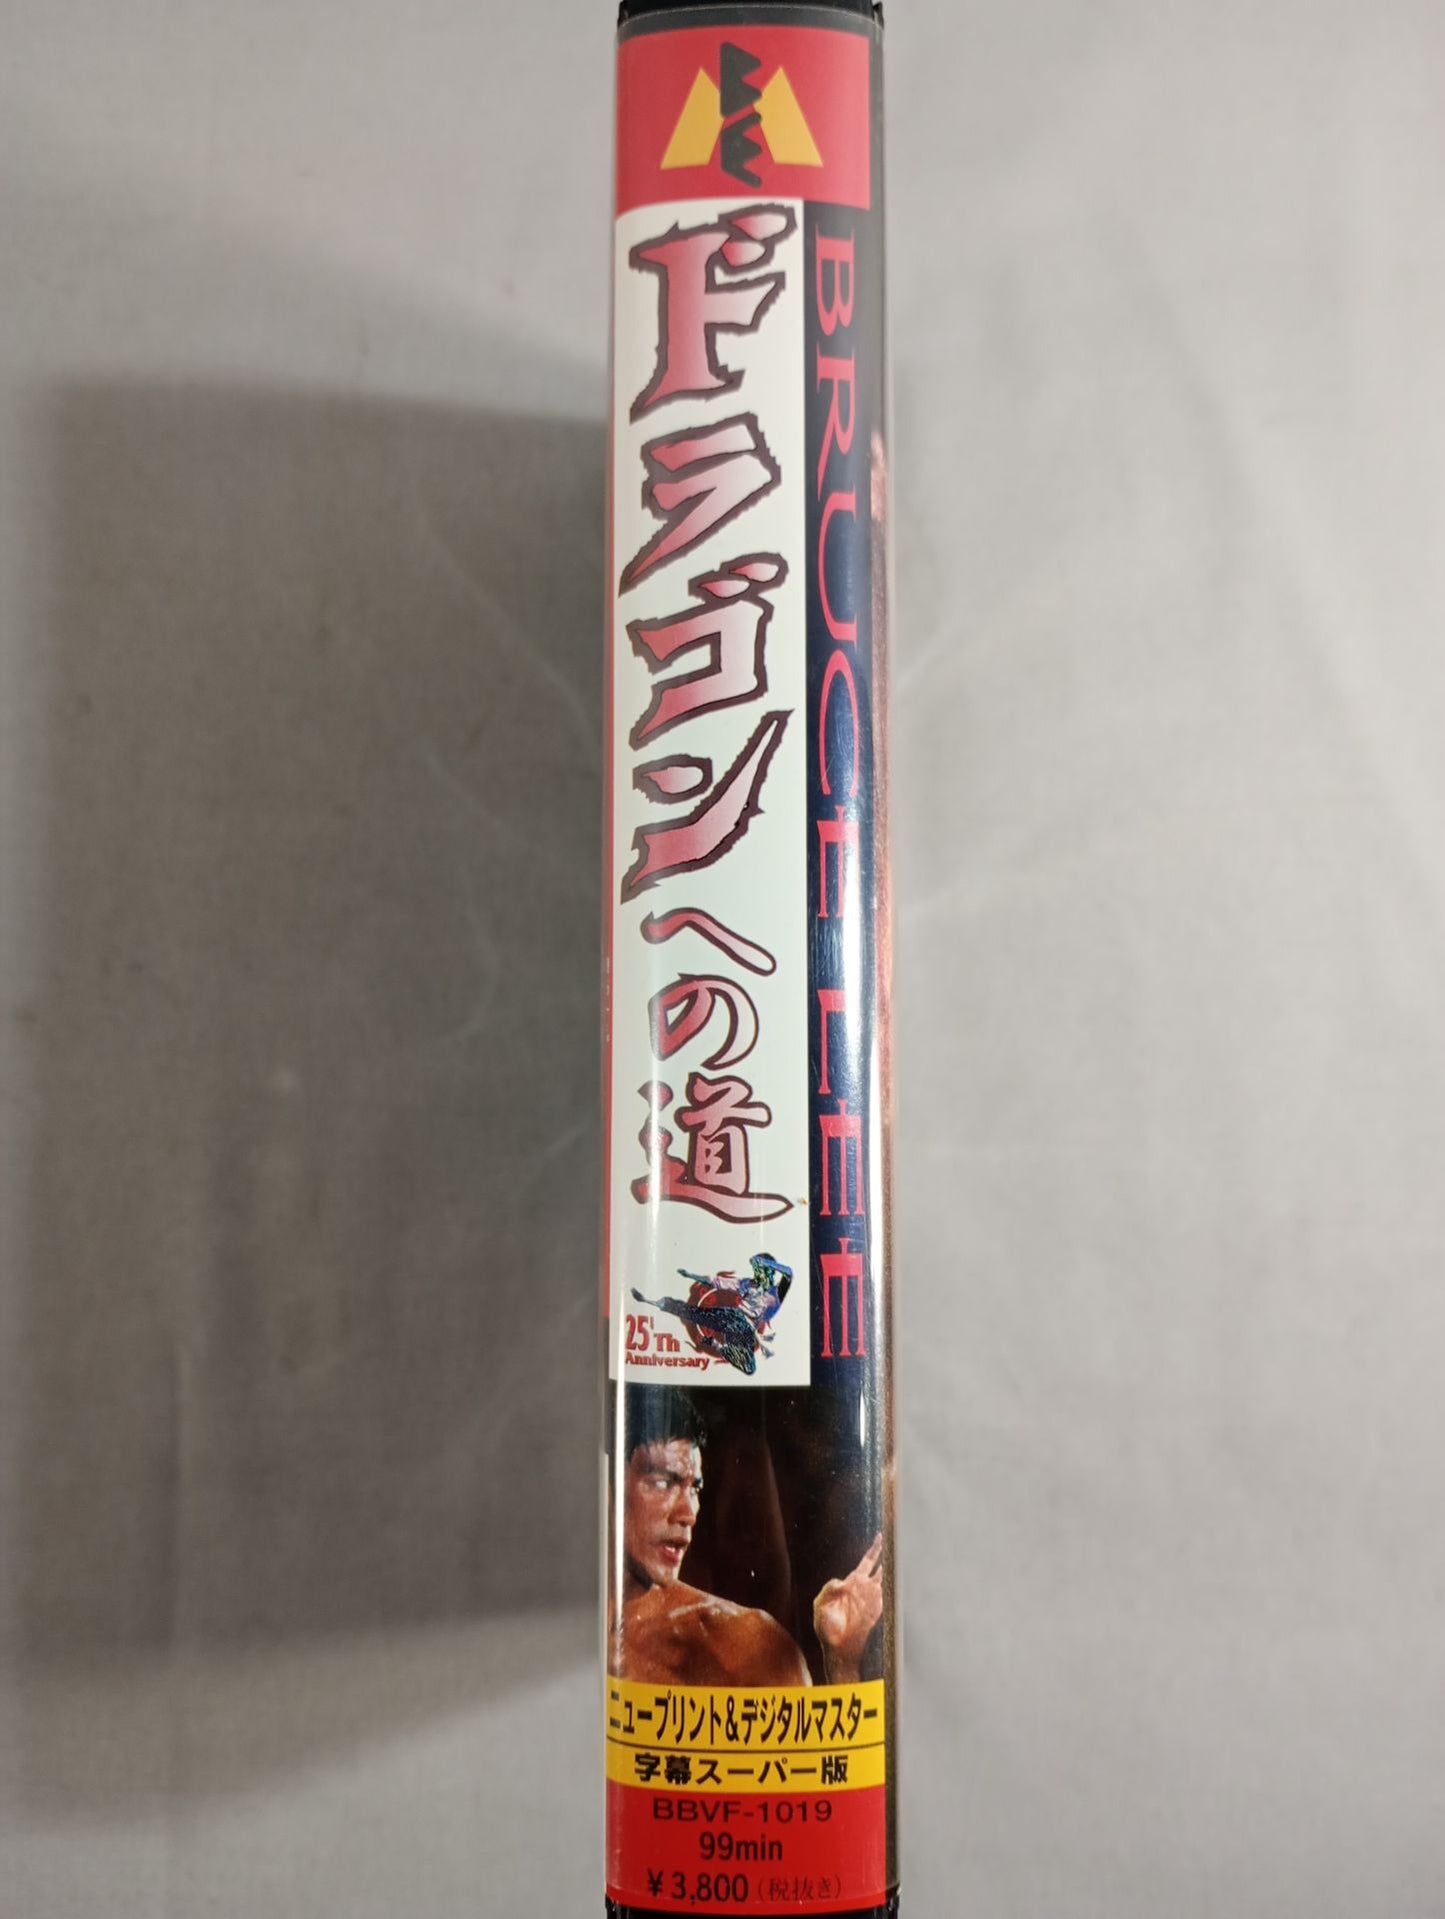 ドラゴンへの道
BRUCE LEE
25'Th
Anniversary
ニュープリント&デジタルマスター
字幕スーパー版
BBVF-1019
99min
¥3,800(税抜き)